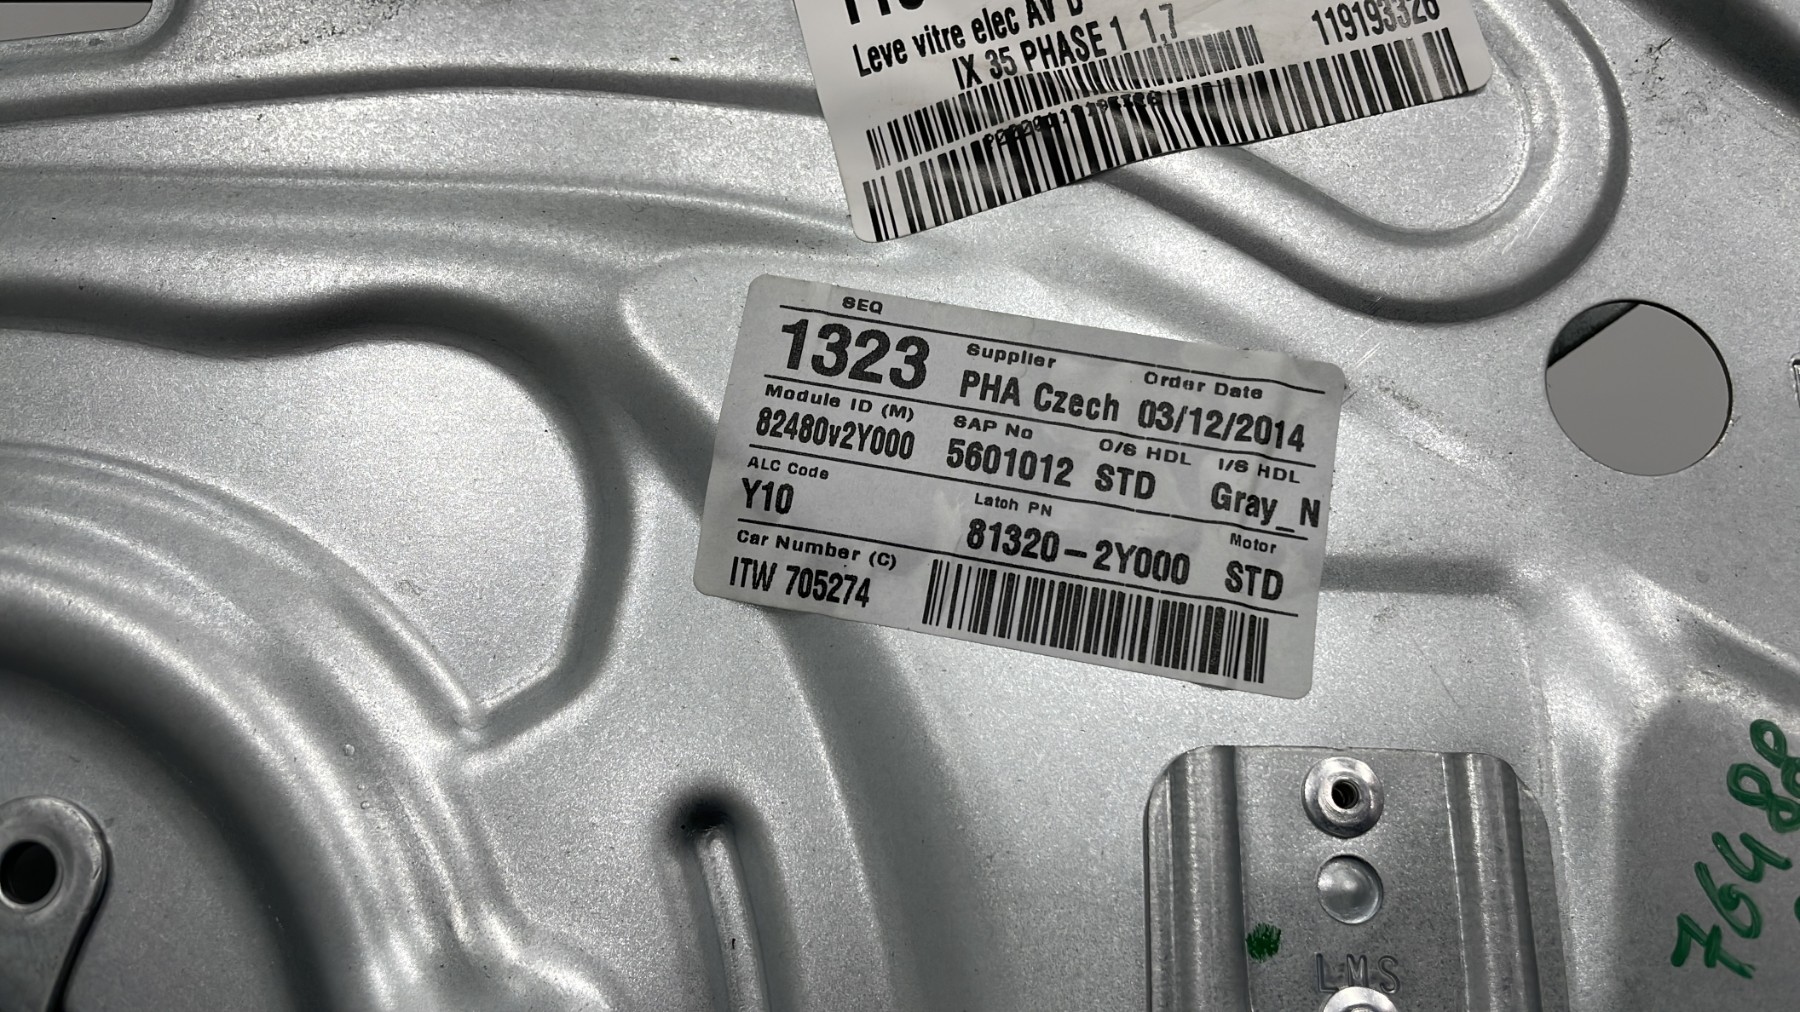 Leve vitre elec AV D
IX 35 PHASE 1 1,7
119193326
SEQ
1323
Supplier
PHA Czech
Order Date
03/12/2014
Module ID (M)
82480v2Y000
SAP No
5601012
O/S HDL
STD
I/S HDL
Gray_N
ALC Code
Y10
Latch PN
81320-2Y000
Motor
STD
Car Number (C)
ITW 705274
LMS
76488